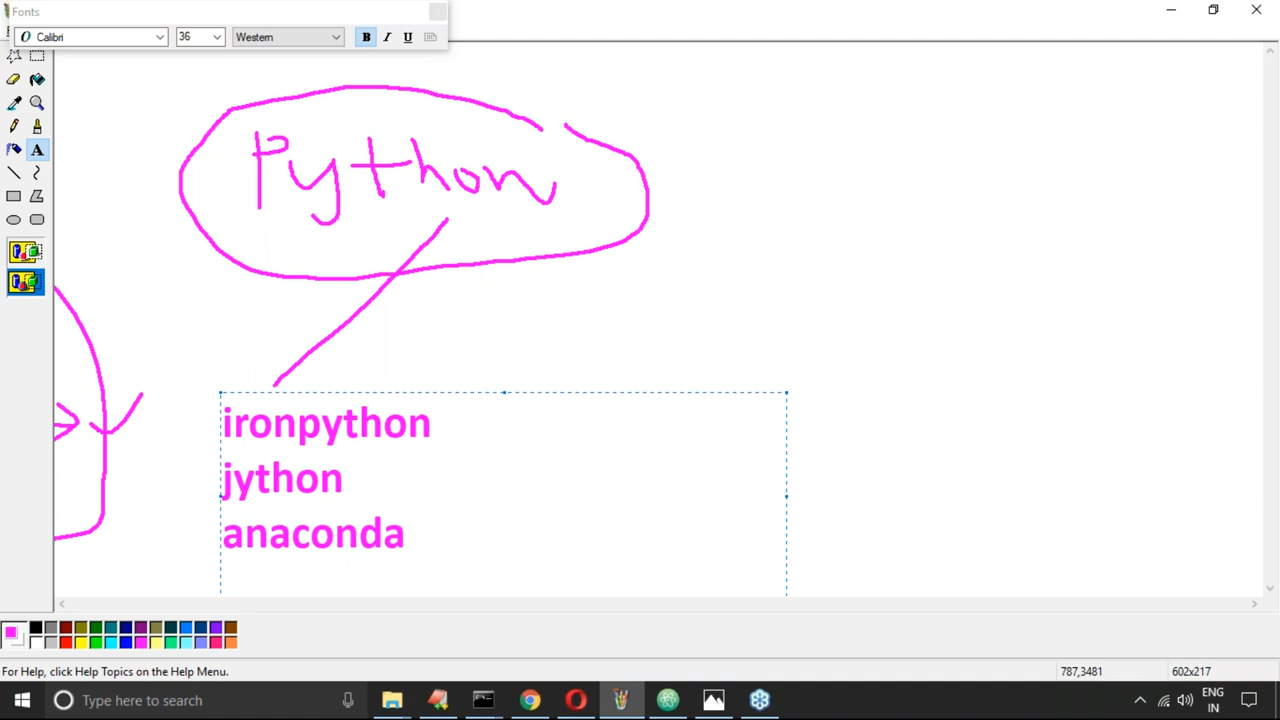 Fonts
Calibri 36 Western B I U
Python
ironpython
jython
anaconda
For Help, click Help Topics on the Help Menu. 787,3481 602x217
Type here to search ENG
IN